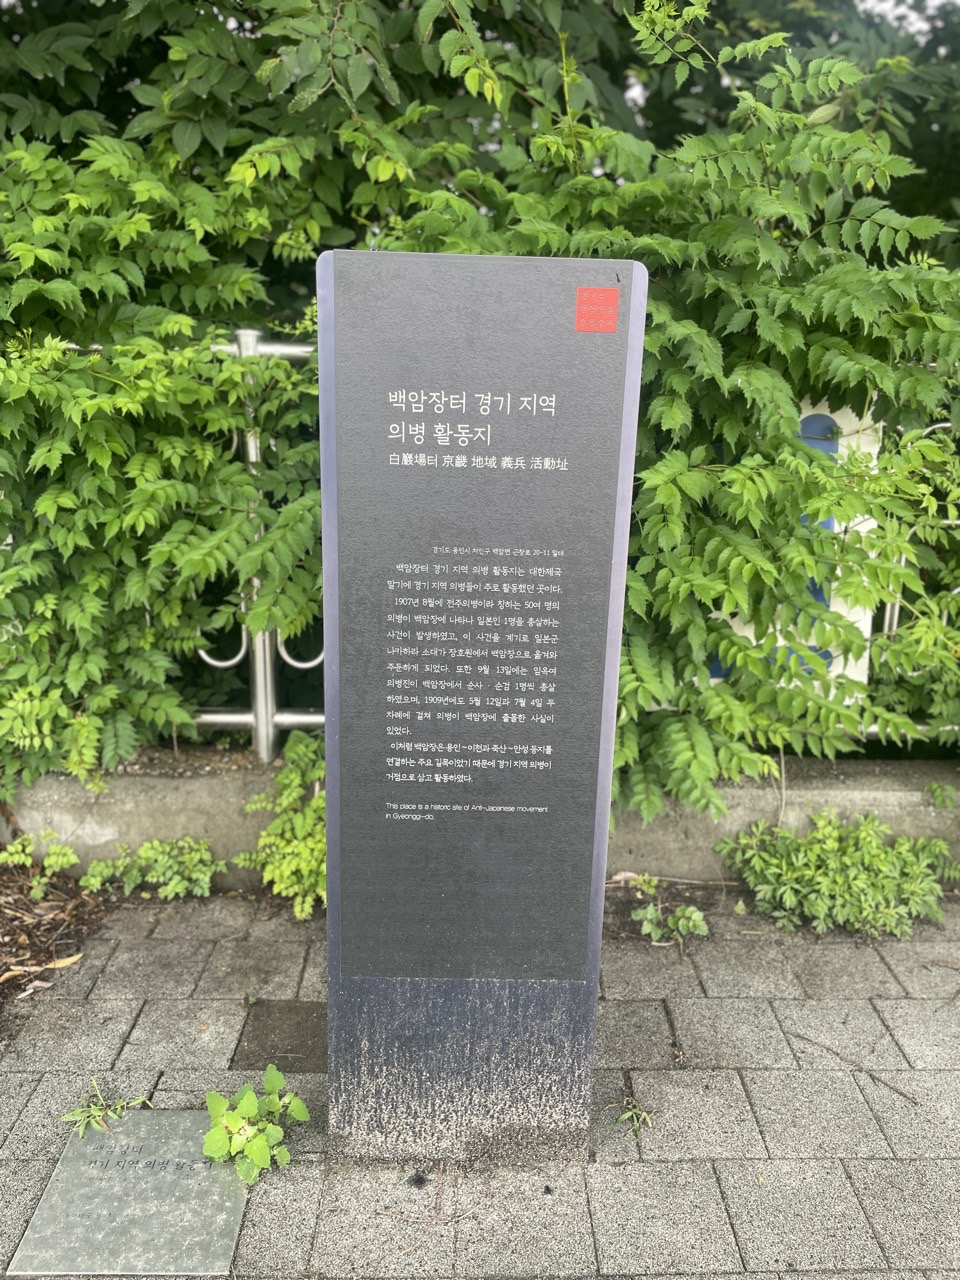 백암장터 경기 지역
의병 활동지
白巖場터 京畿 地域 義兵 活動址
경기도 용인시 처인구 백암면 근창로 20-11 일대
백암장터 경기 지역 의병 활동지는 대한제국
말기에 경기 지역 의병들이 주로 활동했던 곳이다.
1907년 8월에 전주의병이라 칭하는 50여 명의
의병이 백암장에 나타나 일본인 1명을 총살하는
사건이 발생하였고, 이 사건을 계기로 일본군
나카하라 소대가 장호원에서 백암장으로 옮겨와
주둔하게 되었다. 또한 9월 13일에는 임옥여
의병진이 백암장에서 순사 · 순검 1명씩 총살
하였으며, 1909년에도 5월 12일과 7월 4일 두
차례에 걸쳐 의병이 백암장에 출몰한 사실이
있었다.
이처럼 백암장은 용인~이천과 죽산~안성 등지를
연결하는 주요 길목이었기 때문에 경기 지역 의병이
거점으로 삼고 활동하였다.
This place is a historic site of Anti-Japanese movement
in Gyeonggi-do.
백암장터
경기 지역 의병 활동지